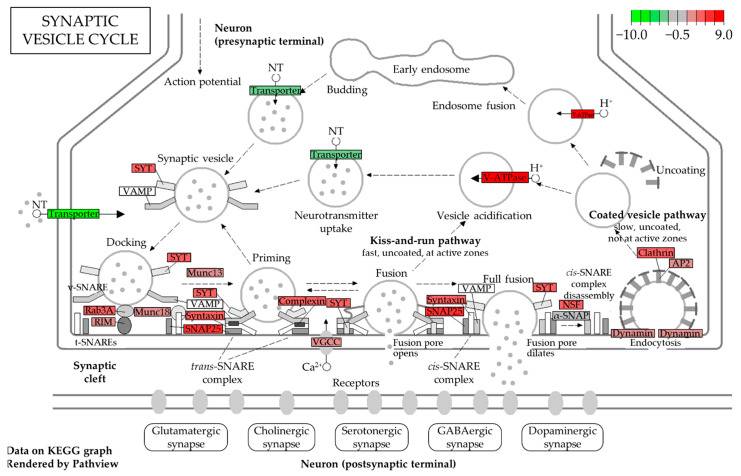 SYNAPTIC
VESICLE CYCLE
Neuron
(presynaptic terminal)
−10.0
−0.5
9.0
Action potential
NT
Transporter
Budding
Early endosome
Endosome fusion
H+
Uncoating
Synaptic vesicle
SYT
VAMP
NT
Transporter
Neurotransmitter
uptake
V-ATPase
H+
Vesicle acidification
Coated vesicle pathway
slow, uncoated,
not at active zones
NT
Transporter
Kiss-and-run pathway
fast, uncoated, at active zones
Docking
SYT
Munc13
v-SNARE
Rab3A
RIM
Munc18
t-SNAREs
Priming
SYT
VAMP
Syntaxin
SNAP25
Complexin
SYT
Fusion
VGCC
Ca2+
Fusion pore
opens
Full fusion
VAMP
SYT
Syntaxin
SNAP25
Fusion pore
dilates
cis-SNARE
complex
disassembly
NSF
α-SNAP
Clathrin
AP2
Dynamin
Dynamin
Endocytosis
Synaptic
cleft
trans-SNARE
complex
cis-SNARE
complex
Receptors
Glutamatergic
synapse
Cholinergic
synapse
Serotonergic
synapse
GABAergic
synapse
Dopaminergic
synapse
Data on KEGG graph
Rendered by Pathview
Neuron (postsynaptic terminal)